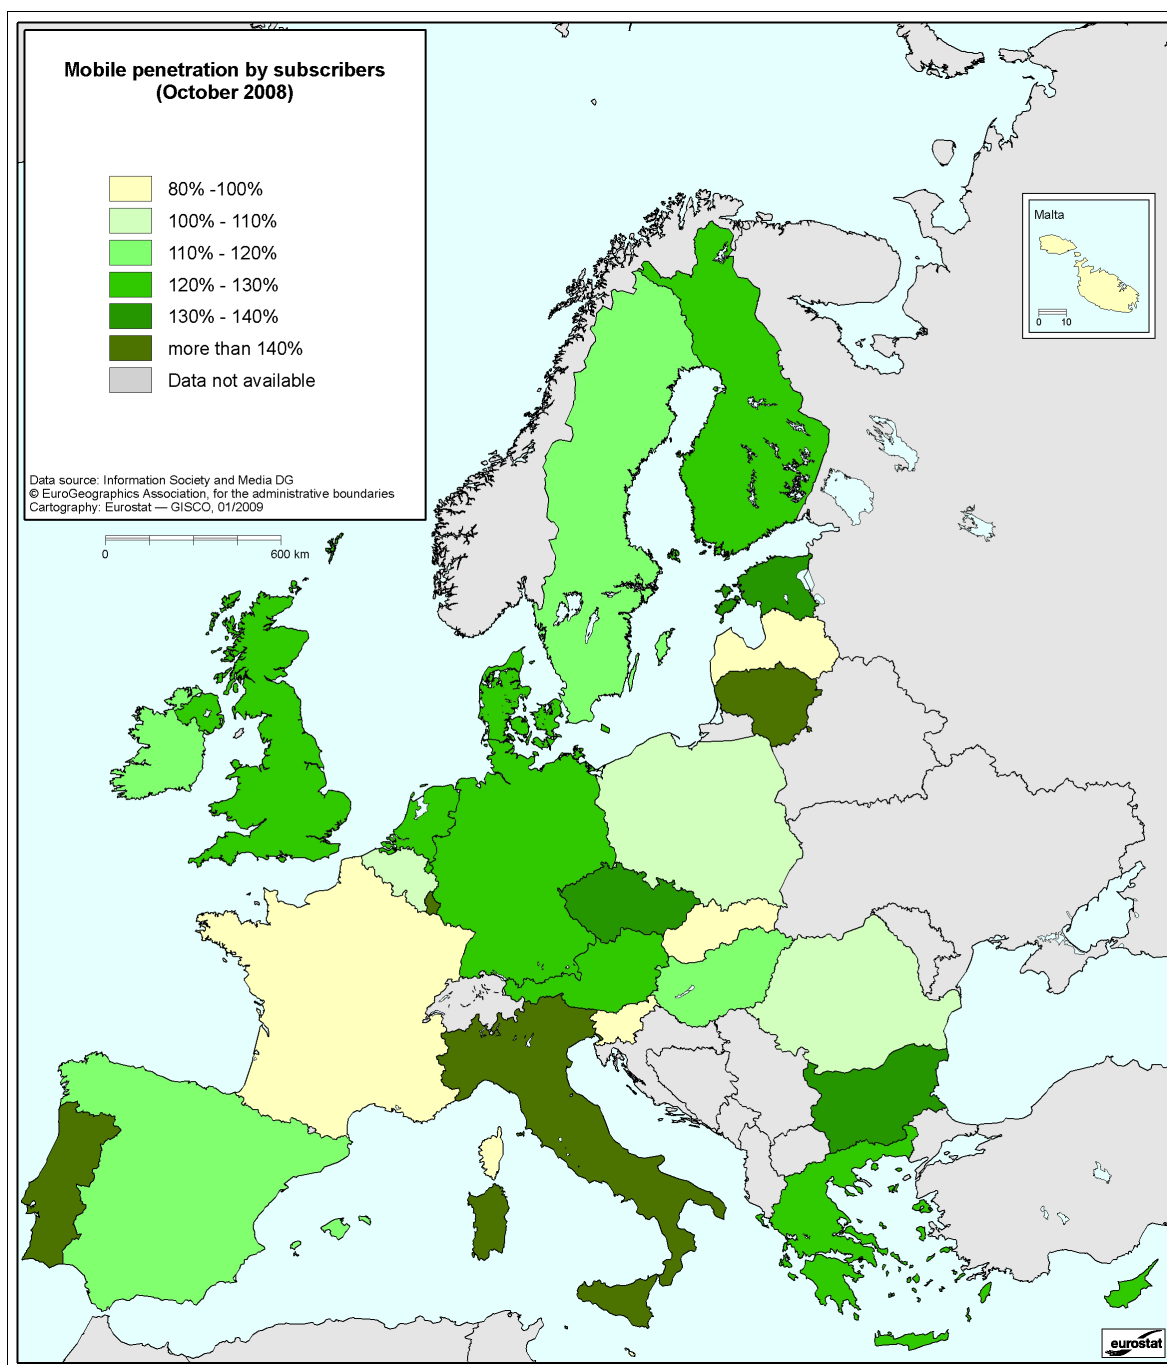 Mobile penetration by subscribers
(October 2008)
80% -100%
100% - 110%
110% - 120%
120% - 130%
130% - 140%
more than 140%
Data not available
Data source: Information Society and Media DG
© EuroGeographics Association, for the administrative boundaries
Cartography: Eurostat — GISCO, 01/2009
0 600 km
Malta
0 10
eurostat